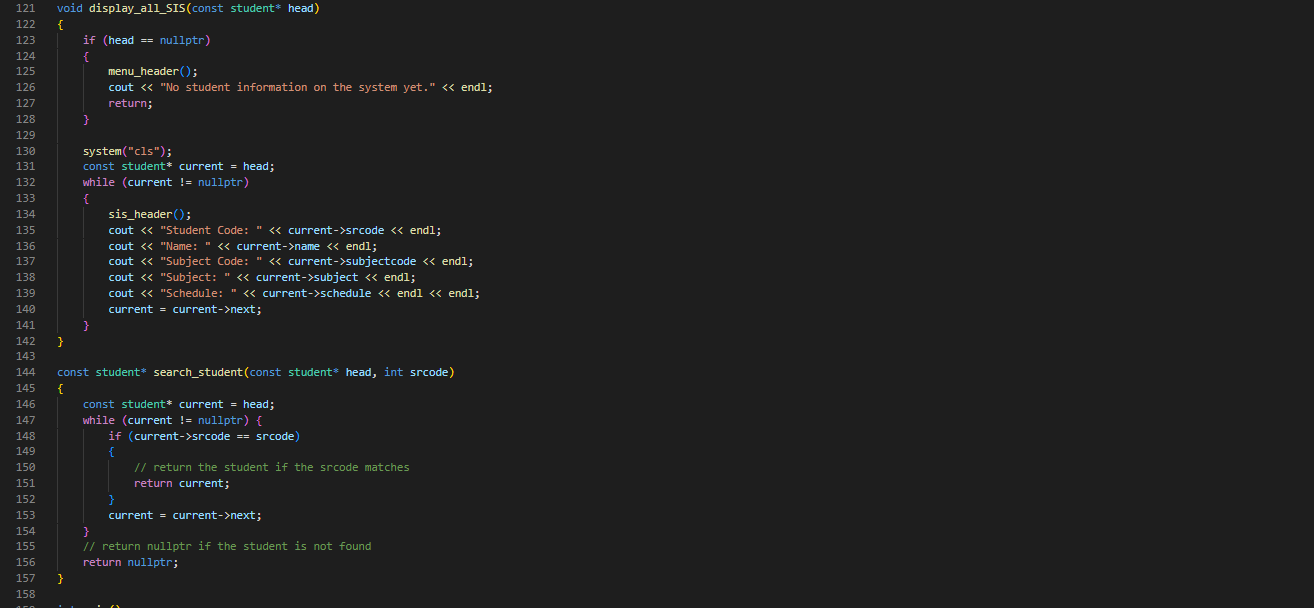 121 void display_all_SIS(const student* head)
122 {
123 if (head == nullptr)
124 {
125 menu_header();
126 cout << "No student information on the system yet." << endl;
127 return;
128 }
129
130 system("cls");
131 const student* current = head;
132 while (current != nullptr)
133 {
134 sis_header();
135 cout << "Student Code: " << current->srcode << endl;
136 cout << "Name: " << current->name << endl;
137 cout << "Subject Code: " << current->subjectcode << endl;
138 cout << "Subject: " << current->subject << endl;
139 cout << "Schedule: " << current->schedule << endl << endl;
140 current = current->next;
141 }
142 }
143
144 const student* search_student(const student* head, int srcode)
145 {
146 const student* current = head;
147 while (current != nullptr) {
148 if (current->srcode == srcode)
149 {
150 // return the student if the srcode matches
151 return current;
152 }
153 current = current->next;
154 }
155 // return nullptr if the student is not found
156 return nullptr;
157 }
158